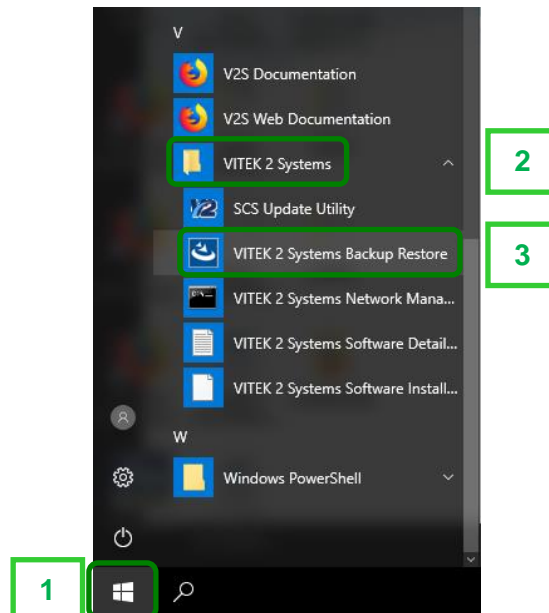 V
V2S Documentation
V2S Web Documentation
VITEK 2 Systems
2
SCS Update Utility
VITEK 2 Systems Backup Restore
3
VITEK 2 Systems Network Mana...
VITEK 2 Systems Software Detail...
VITEK 2 Systems Software Install...
W
Windows PowerShell
1